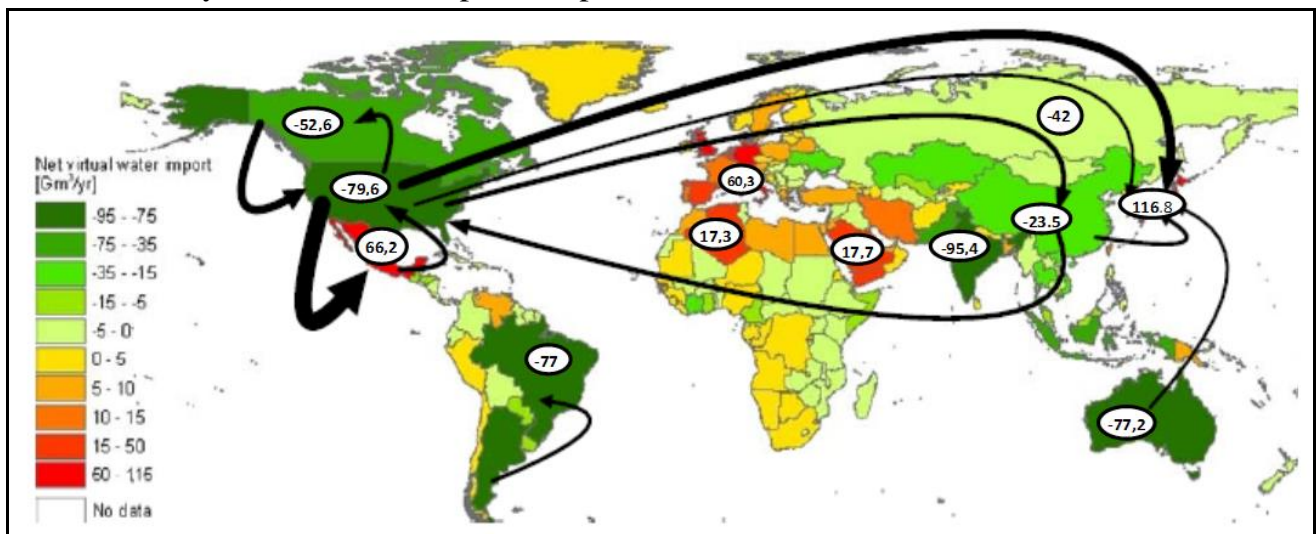 Net virtual water import
[Gm³/yr]
-95 - -75
-75 - -35
-35 - -15
-15 - -5
-5 - 0
0 - 5
5 - 10
10 - 15
15 - 50
60 - 115
No data
-52,6
-79,6
66,2
-77
60,3
17,3
17,7
-42
-95,4
-23.5
116.8
-77,2